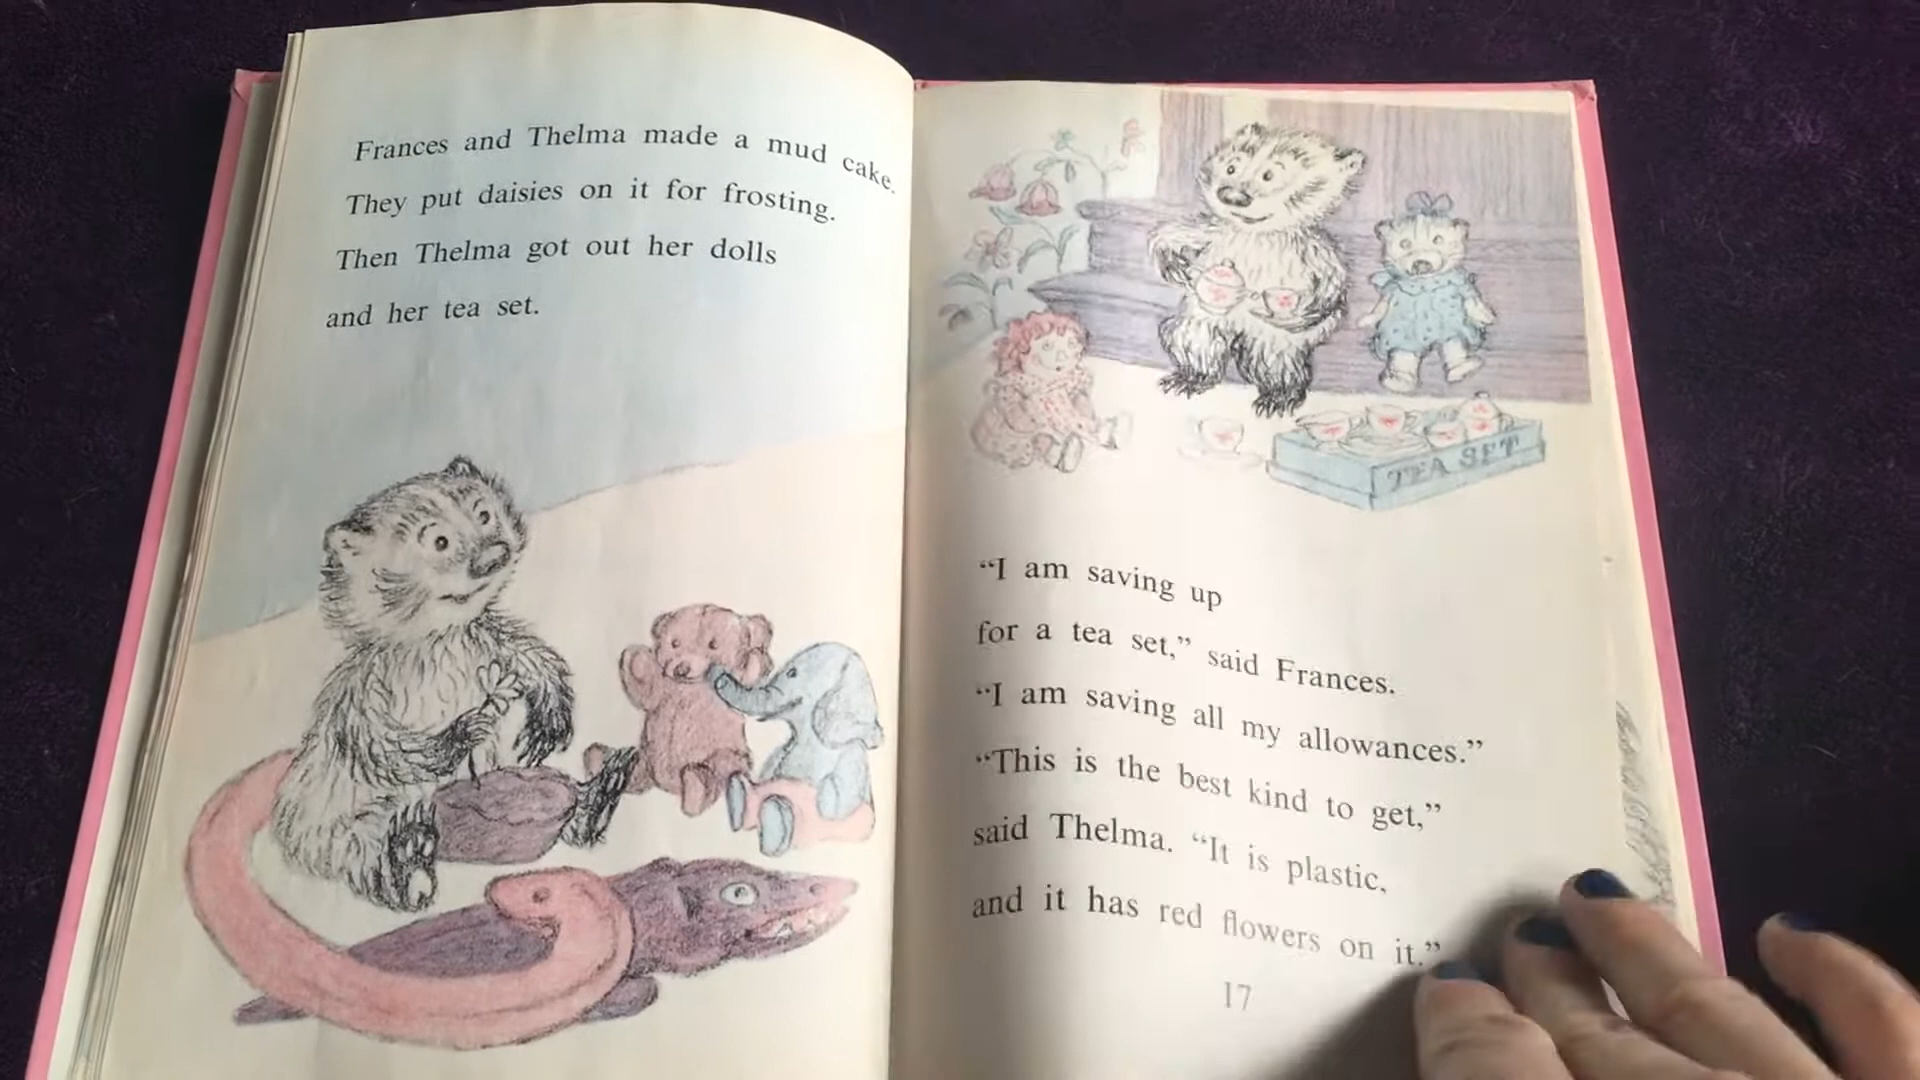 Frances and Thelma made a mud cake.
They put daisies on it for frosting.
Then Thelma got out her dolls
and her tea set.
TEA SET
“I am saving up
for a tea set,” said Frances.
“I am saving all my allowances.”
“This is the best kind to get,”
said Thelma. “It is plastic,
and it has red flowers on it.”
17